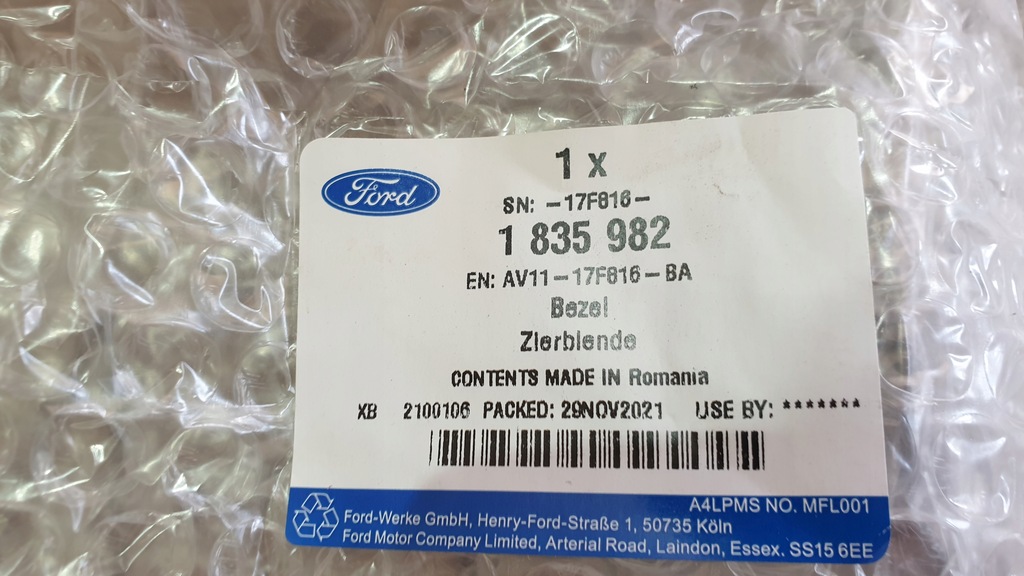 Ford
1 x
SN: -17F816-
1 835 982
EN: AV11-17F816-BA
Bezel
Zierblende
CONTENTS MADE IN Romania
XB 2100106 PACKED: 29NOV2021 USE BY: *******
A4LPMS NO. MFL001
Ford-Werke GmbH, Henry-Ford-Straße 1, 50735 Köln
Ford Motor Company Limited, Arterial Road, Laindon, Essex. SS15 6EE